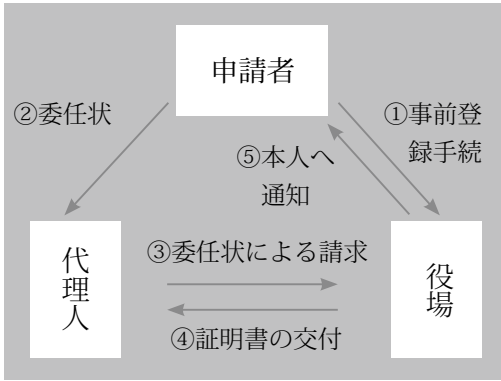 申請者
②委任状
①事前登
録手続
⑤本人へ
通知
代理人
③委任状による請求
役場
④証明書の交付